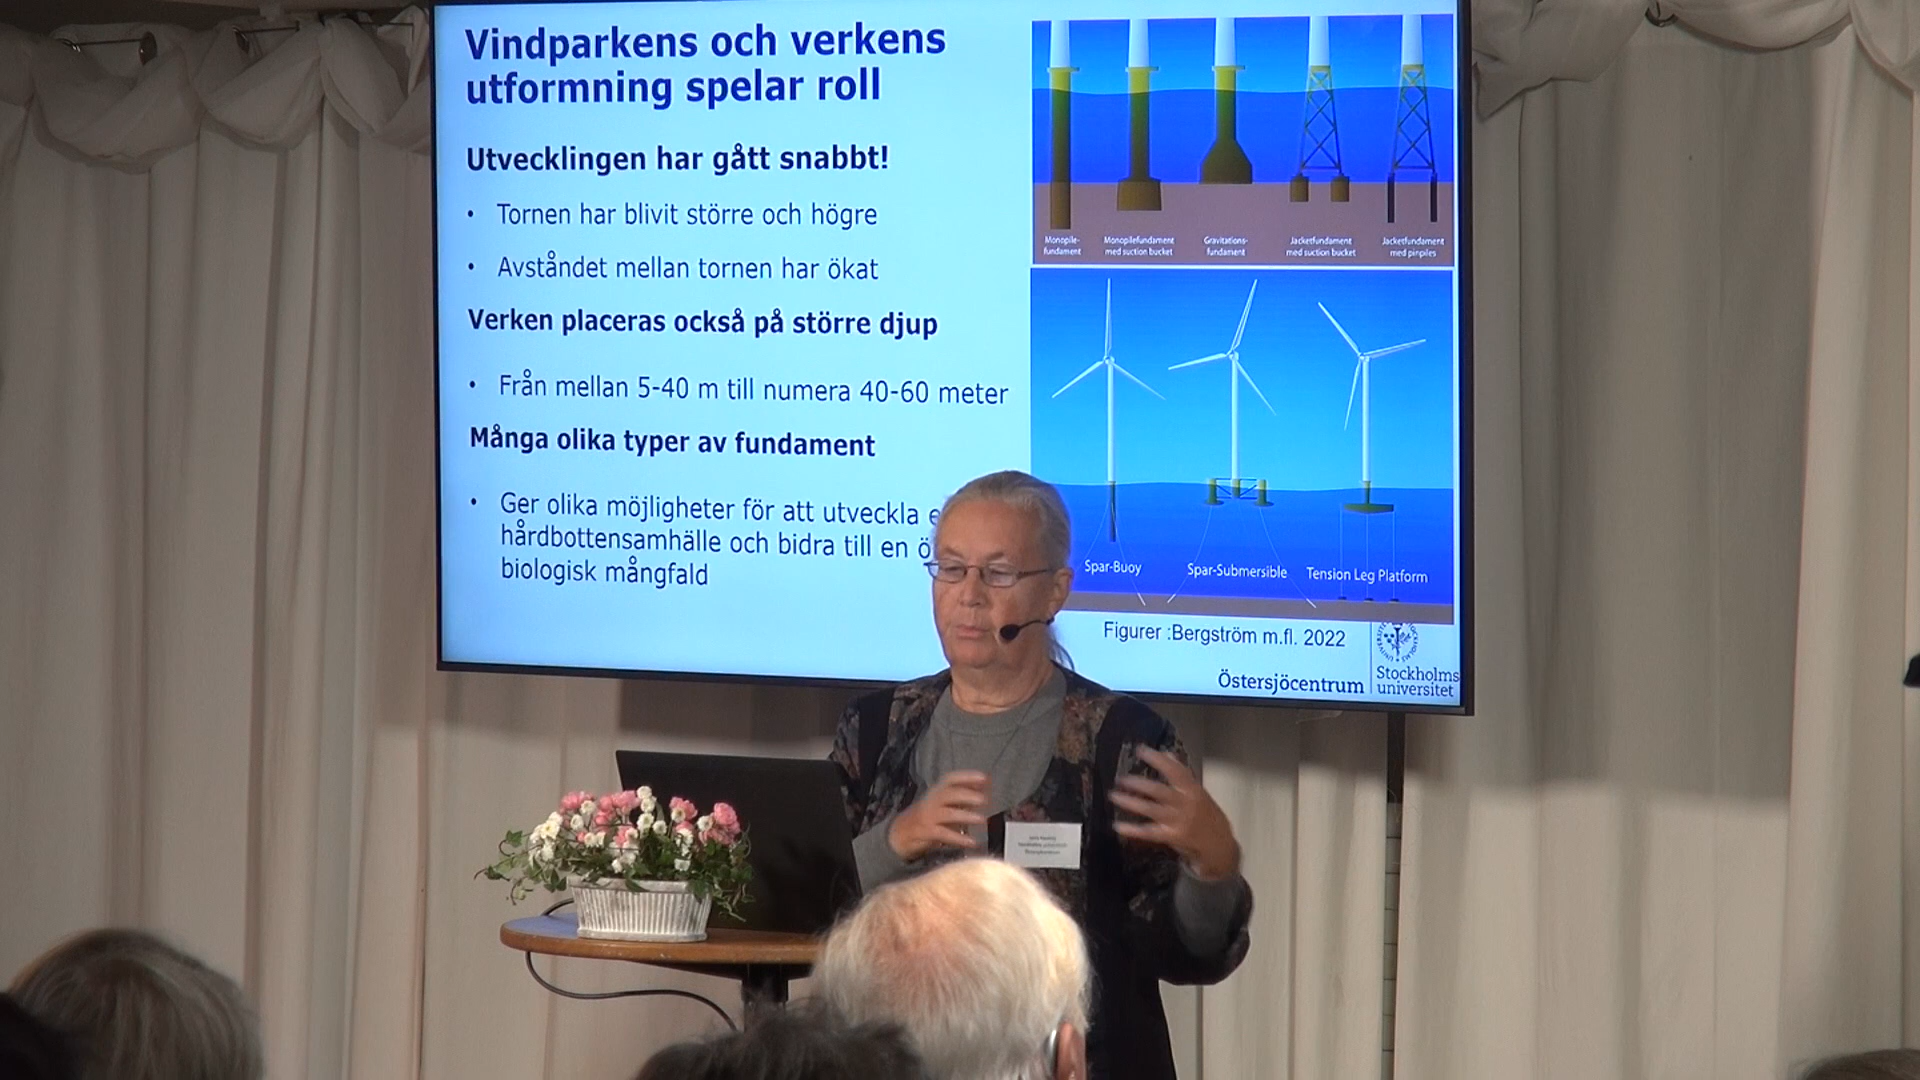 Vindparkens och verkens
utformning spelar roll
Utvecklingen har gått snabbt!
• Tornen har blivit större och högre
• Avståndet mellan tornen har ökat
Verken placeras också på större djup
• Från mellan 5-40 m till numera 40-60 meter
Många olika typer av fundament
• Ger olika möjligheter för att utveckla
hårdbottensamhälle och bidra till en
biologisk mångfald
Monopile-
fundament
Monopilefundament
med suction bucket
Gravitations-
fundament
Jacketfundament
med suction bucket
Jacketfundament
med pinpiles
Spar-Buoy
Spar-Submersible
Tension Leg Platform
Figurer :Bergström m.fl. 2022
Östersjöcentrum
Stockholms
universitet